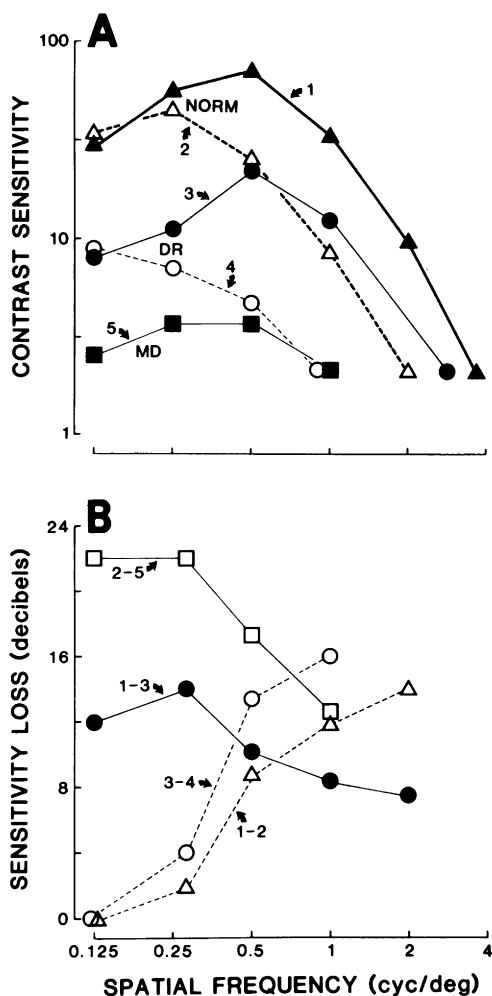 A
100
10
1
CONTRAST SENSITIVITY
NORM
1
2
3
DR
4
5
MD
B
24
16
8
0
SENSITIVITY LOSS (decibels)
2-5
1-3
3-4
1-2
0.125 0.25 0.5 1 2 4
SPATIAL FREQUENCY (cyc/deg)